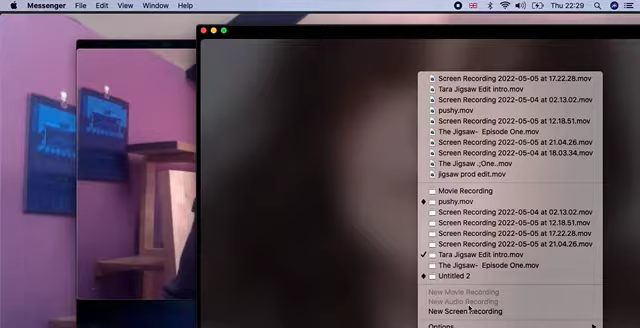 Messenger File Edit View Window Help Thu 22:29
Screen Recording 2022-05-05 at 17.22.28.mov
Tara Jigsaw Edit intro.mov
Screen Recording 2022-05-04 at 02.13.02.mov
pushy.mov
Screen Recording 2022-05-05 at 12.18.51.mov
The Jigsaw- Episode One.mov
Screen Recording 2022-05-05 at 21.04.26.mov
Screen Recording 2022-05-04 at 18.03.34.mov
The Jigsaw .;One..mov
jigsaw prod edit.mov
Movie Recording
pushy.mov
Screen Recording 2022-05-04 at 02.13.02.mov
Screen Recording 2022-05-05 at 12.18.51.mov
Screen Recording 2022-05-05 at 17.22.28.mov
Screen Recording 2022-05-05 at 21.04.26.mov
Tara Jigsaw Edit intro.mov
The Jigsaw- Episode One.mov
Untitled 2
New Movie Recording
New Audio Recording
New Screen Recording
Options